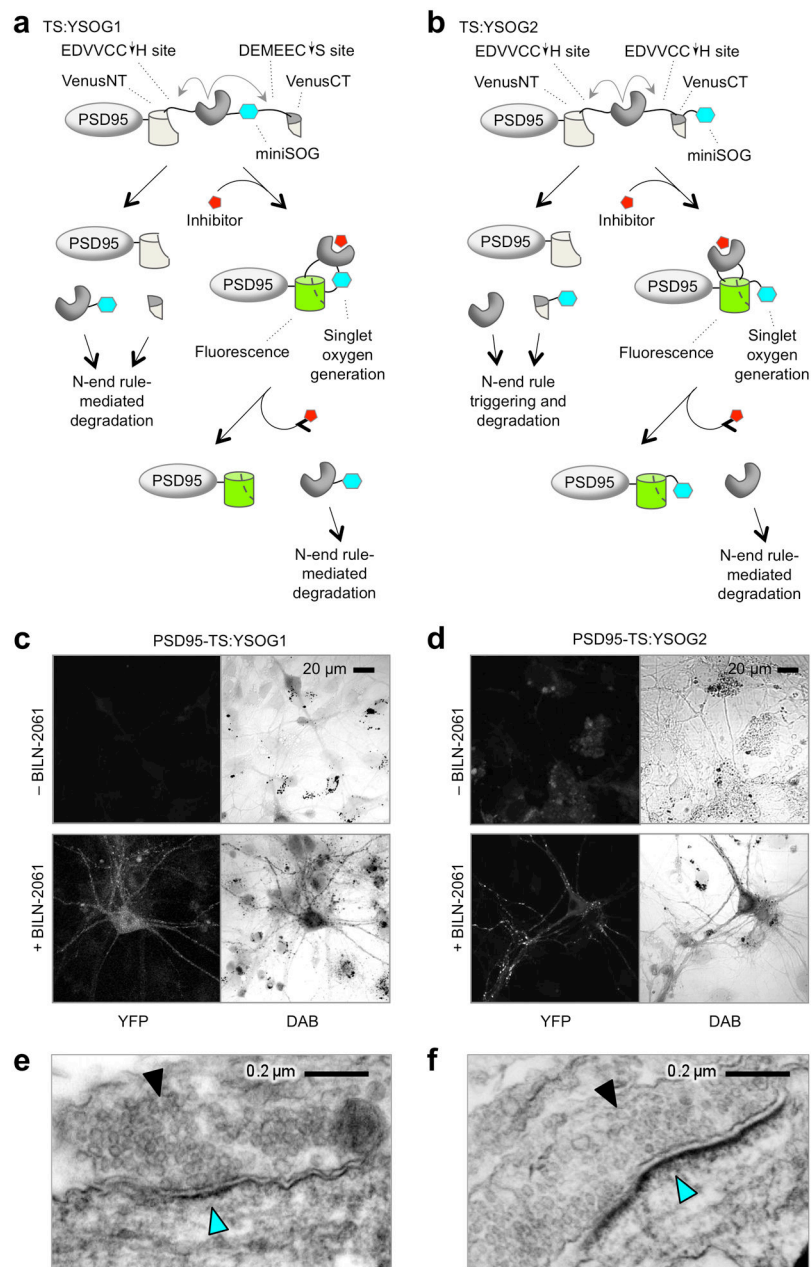 a
TS:YSOG1
EDVVCC H site
DEMEEC S site
VenusNT
VenusCT
PSD95
miniSOG
Inhibitor
PSD95
PSD95
Fluorescence
Singlet
oxygen
generation
N-end rule-
mediated
degradation
PSD95
N-end rule-
mediated
degradation
b
TS:YSOG2
EDVVCC H site
EDVVCC H site
VenusNT
VenusCT
PSD95
miniSOG
Inhibitor
PSD95
PSD95
Fluorescence
Singlet
oxygen
generation
N-end rule
triggering and
degradation
PSD95
N-end rule-
mediated
degradation
c
PSD95-TS:YSOG1
20 µm
– BILN-2061
+ BILN-2061
YFP
DAB
d
PSD95-TS:YSOG2
20 µm
– BILN-2061
+ BILN-2061
YFP
DAB
e
0.2 µm
f
0.2 µm